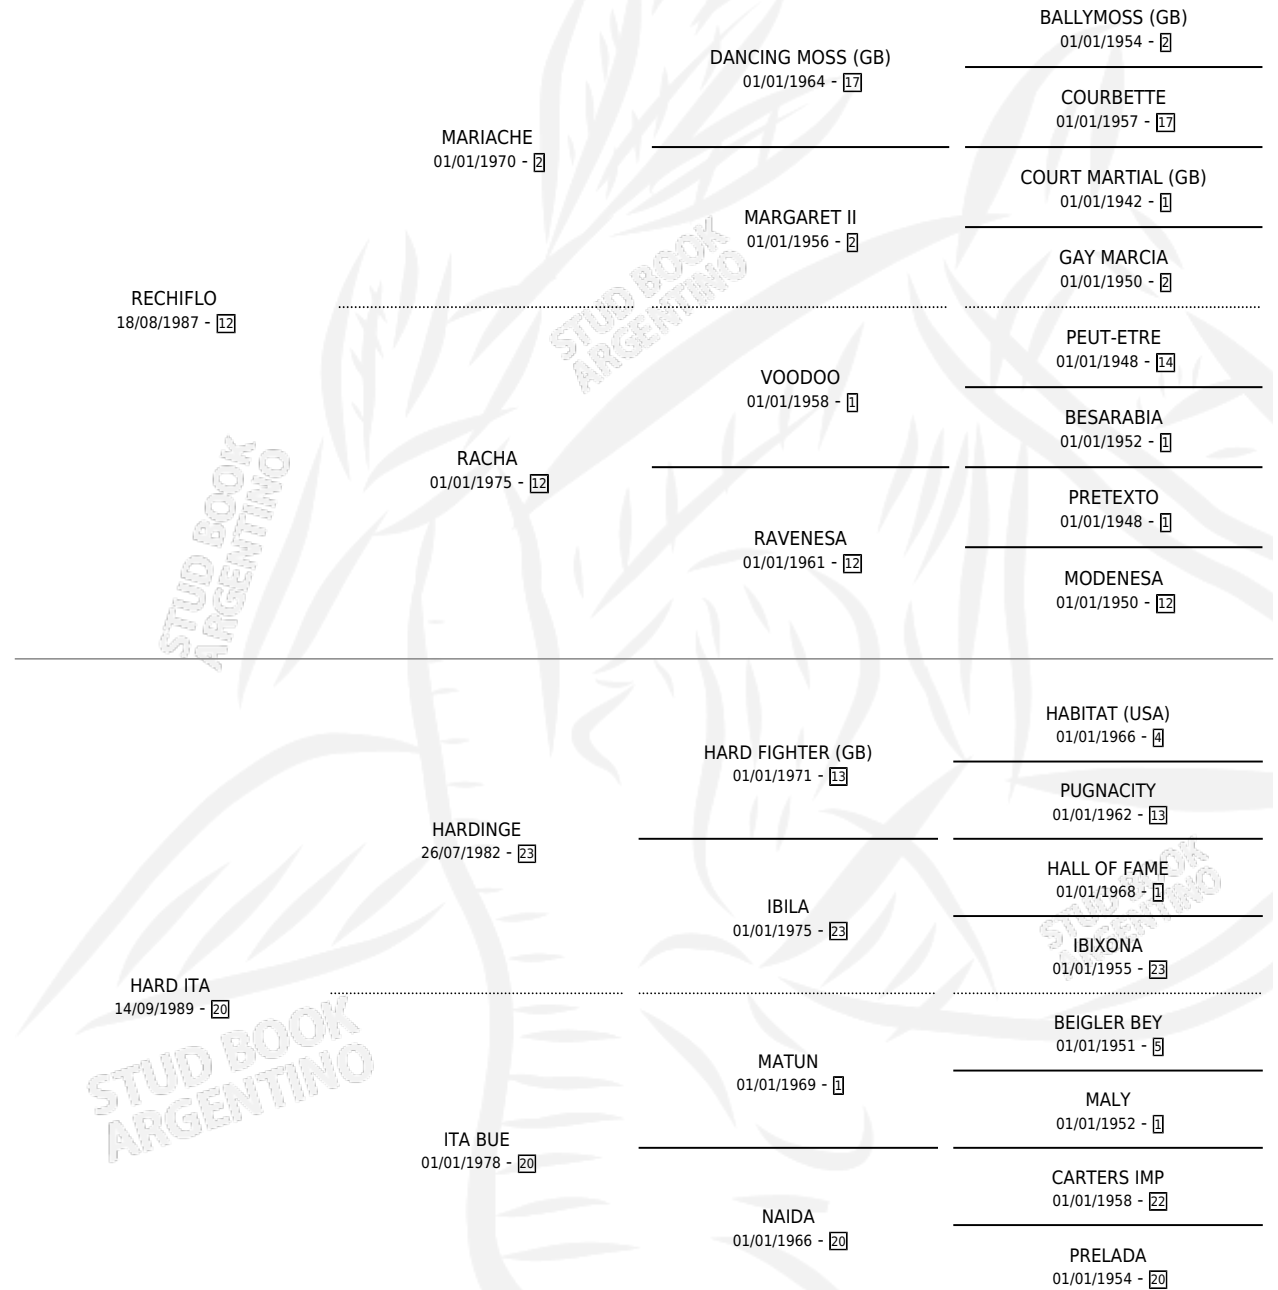 BALLYMOSS (GB)
01/01/1954 - 2
DANCING MOSS (GB)
01/01/1964 - 17
COURBETTE
01/01/1957 - 17
MARIACHE
01/01/1970 - 2
COURT MARTIAL (GB)
01/01/1942 - 1
MARGARET II
01/01/1956 - 2
GAY MARCIA
01/01/1950 - 2
RECHIFLO
18/08/1987 - 12
PEUT-ETRE
01/01/1948 - 14
VOODOO
01/01/1958 - 1
BESARABIA
01/01/1952 - 1
RACHA
01/01/1975 - 12
PRETEXTO
01/01/1948 - 1
RAVENESA
01/01/1961 - 12
MODENESA
01/01/1950 - 12
STUD BOOK
ARGENTINO
STUD BOOK
ARGENTINO
HABITAT (USA)
01/01/1966 - 4
HARD FIGHTER (GB)
01/01/1971 - 13
PUGNACITY
01/01/1962 - 13
HARDINGE
26/07/1982 - 23
HALL OF FAME
01/01/1968 - 1
IBILA
01/01/1975 - 23
IBIXONA
01/01/1955 - 23
HARD ITA
14/09/1989 - 20
BEIGLER BEY
01/01/1951 - 5
MATUN
01/01/1969 - 1
MALY
01/01/1952 - 1
ITA BUE
01/01/1978 - 20
CARTERS IMP
01/01/1958 - 22
NAIDA
01/01/1966 - 20
PRELADA
01/01/1954 - 20
STUD BOOK
ARGENTINO
STUD BOOK
ARGENTINO